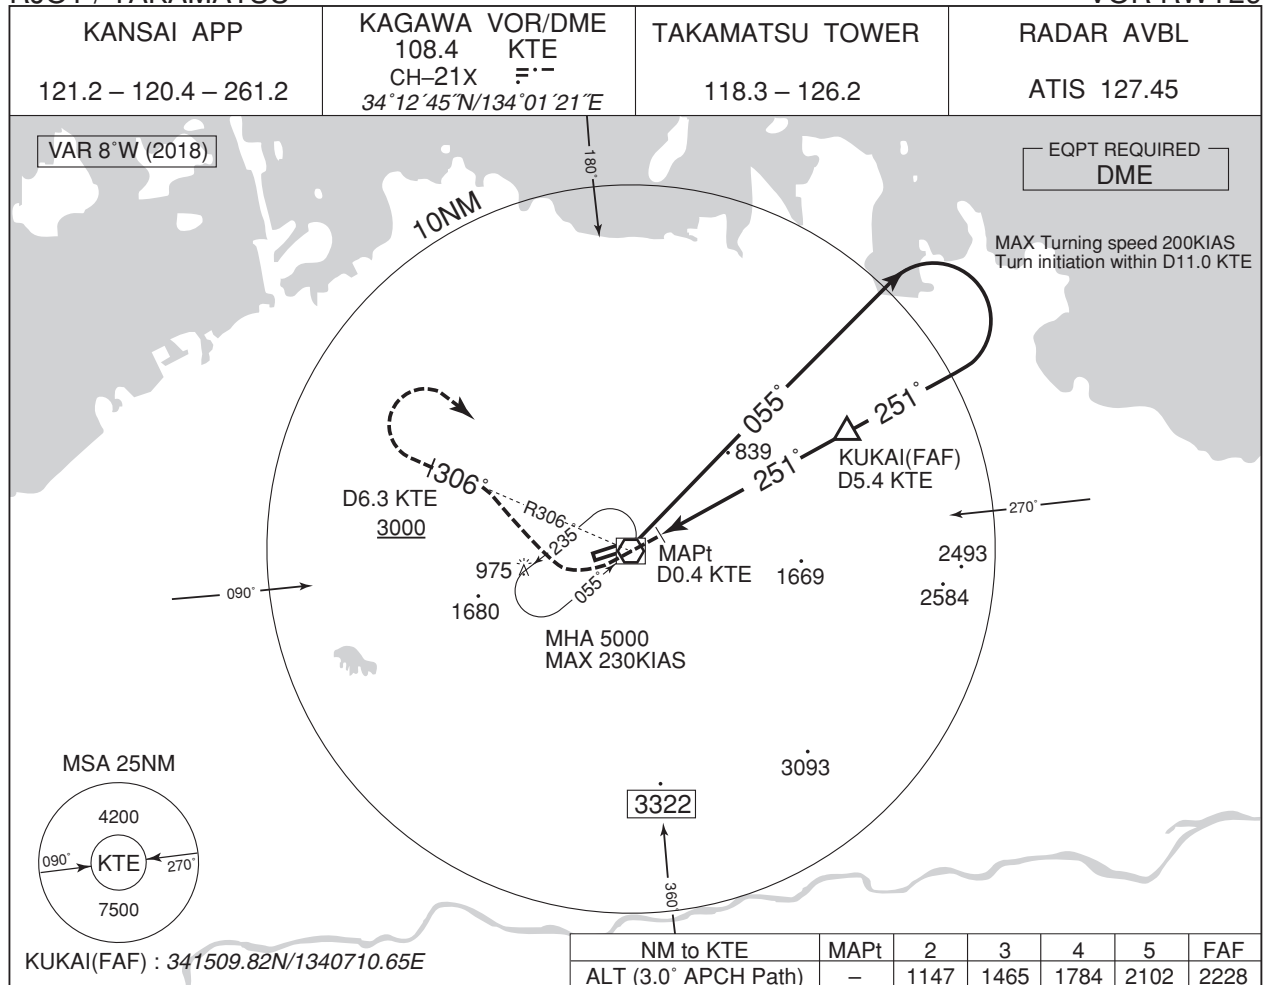 RJOT / TAKAMATSU
VOR RWY26
KANSAI APP
121.2 – 120.4 – 261.2
KAGAWA VOR/DME
108.4 KTE
CH–21X
34°12´45˝N/134°01´21˝E
TAKAMATSU TOWER
118.3 – 126.2
RADAR AVBL
ATIS 127.45
VAR 8°W (2018)
EQPT REQUIRED
DME
180°
10NM
MAX Turning speed 200KIAS
Turn initiation within D11.0 KTE
055°
251°
839
251°
KUKAI(FAF)
D5.4 KTE
306°
D6.3 KTE
3000
R306
235°
270°
MAPt
D0.4 KTE
975
1680
055°
1669
2493
2584
090°
MHA 5000
MAX 230KIAS
3093
3322
360°
MSA 25NM
4200
090°
KTE
270°
7500
KUKAI(FAF) : 341509.82N/1340710.65E
NM to KTE MAPt 2 3 4 5 FAF
ALT (3.0° APCH Path) – 1147 1465 1784 2102 2228